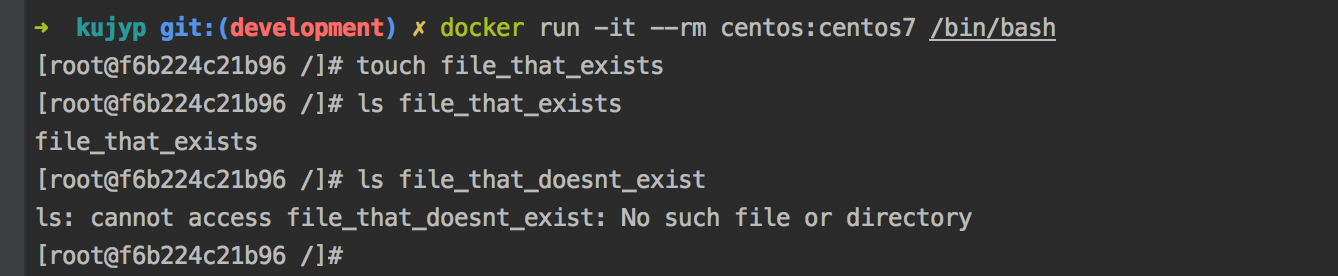 ➜  kujyp git:(development) ✗ docker run -it --rm centos:centos7 /bin/bash
[root@f6b224c21b96 /]# touch file_that_exists
[root@f6b224c21b96 /]# ls file_that_exists
file_that_exists
[root@f6b224c21b96 /]# ls file_that_doesnt_exist
ls: cannot access file_that_doesnt_exist: No such file or directory
[root@f6b224c21b96 /]#